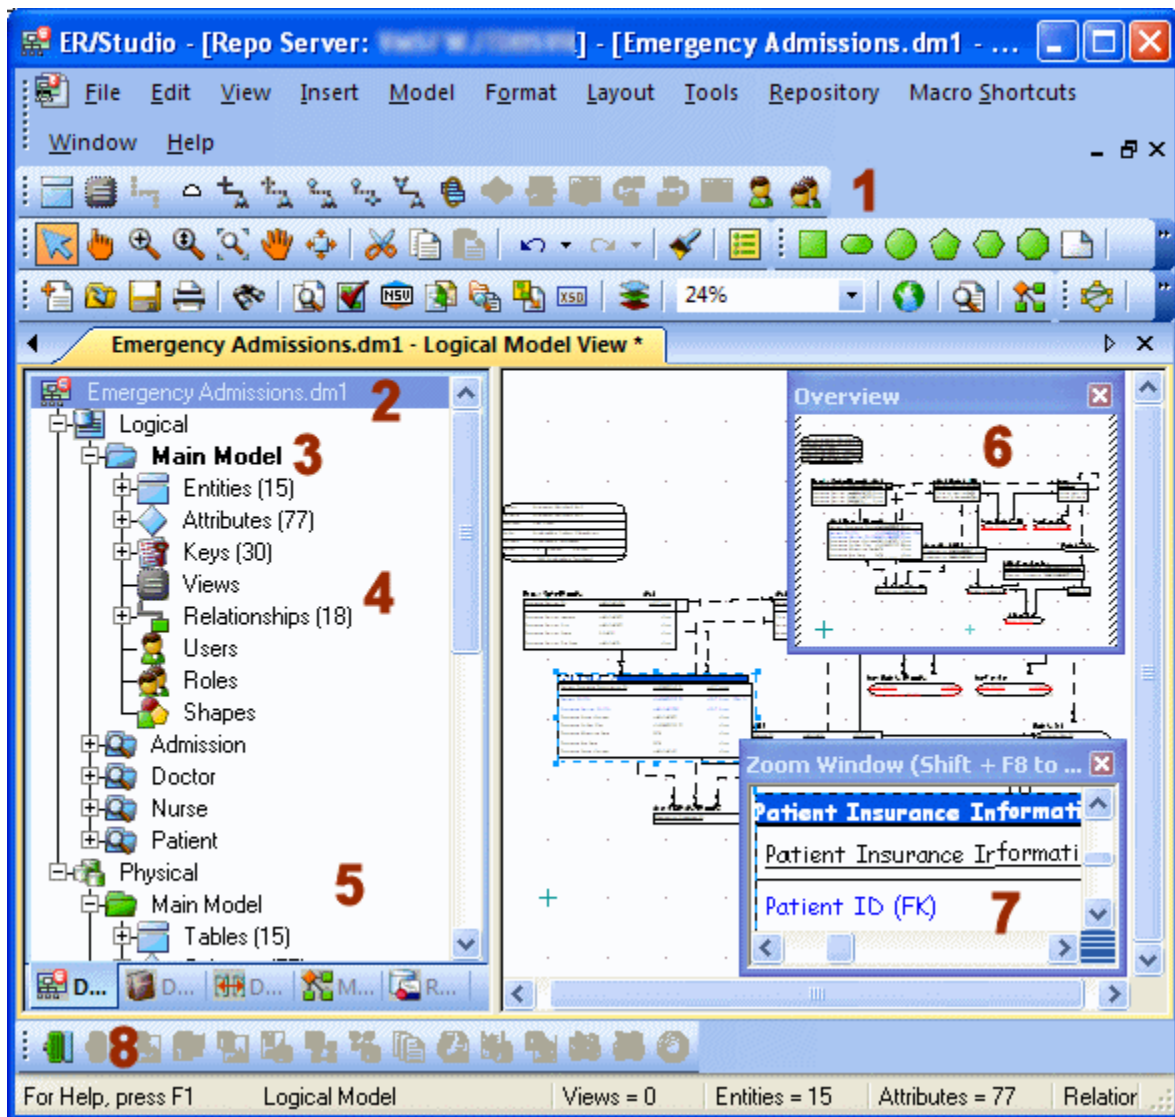 ER/Studio - [Repo Server: ] - [Emergency Admissions.dm1 - ...
File Edit View Insert Model Format Layout Tools Repository Macro Shortcuts
Window Help
1
NSV
XSD
24%
Emergency Admissions.dm1 - Logical Model View *
Emergency Admissions.dm1
2
Logical
Main Model
3
Entities (15)
Attributes (77)
Keys (30)
Views
4
Relationships (18)
Users
Roles
Shapes
Admission
Doctor
Nurse
Patient
Physical
5
Main Model
Tables (15)
D... D... D... M... R...
Overview
6
Zoom Window (Shift + F8 to ...
Patient Insurance Informati
Patient Insurance Informati
Patient ID (FK)
7
8
For Help, press F1 Logical Model Views = 0 Entities = 15 Attributes = 77 Relation